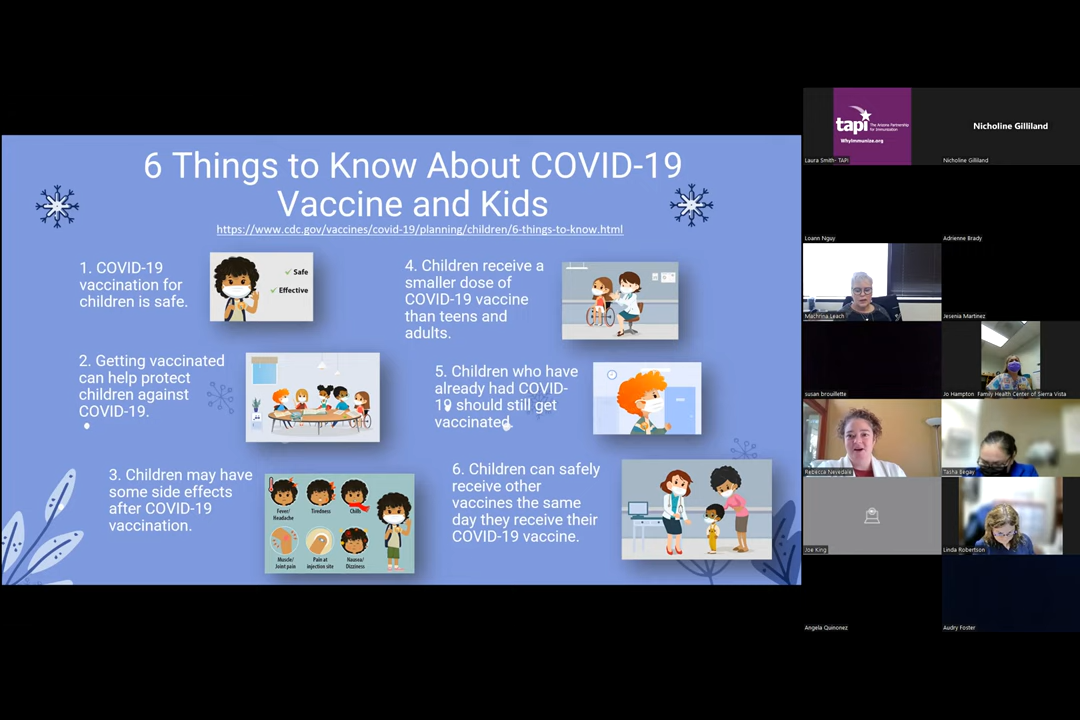 6 Things to Know About COVID-19
Vaccine and Kids
https://www.cdc.gov/vaccines/covid-19/planning/children/6-things-to-know.html
1. COVID-19
vaccination for
children is safe.
Safe
Effective
2. Getting vaccinated
can help protect
children against
COVID-19.
3. Children may have
some side effects
after COVID-19
vaccination.
Fever/
Headache
Tiredness
Chills
Muscle/
Joint pain
Pain at
injection site
Nausea/
Dizziness
4. Children receive a
smaller dose of
COVID-19 vaccine
than teens and
adults.
5. Children who have
already had COVID-
19 should still get
vaccinated.
6. Children can safely
receive other
vaccines the same
day they receive their
COVID-19 vaccine.
tapi
The Arizona Partnership
for Immunization
WhyImmunize.org
Laura Smith- TAPI
Nicholine Gilliland
Nicholine Gilliland
Loann Nguy
Adrienne Brady
Machrina Leach
Jesenia Martinez
susan brouillette
Jo Hampton Family Health Center of Sierra Vista
Rebecca Nevedale
Tasha Begay
Joe King
Linda Robertson
Angela Quinonez
Audry Foster